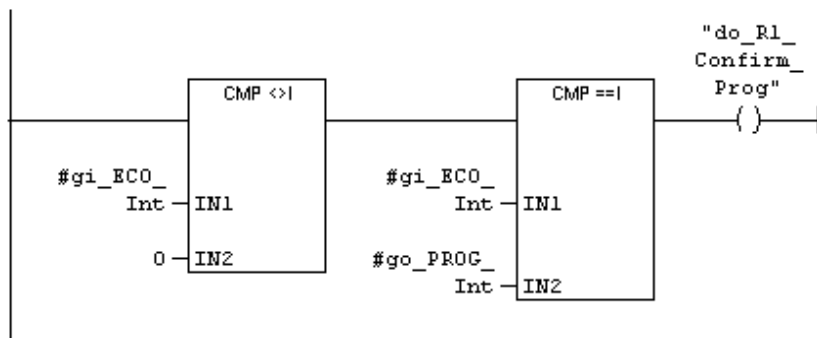 "do_R1_
Confirm_
Prog"
CMP <>I
CMP ==I
#gi_ECO_
Int IN1
#gi_ECO_
Int IN1
0 IN2
#go_PROG_
Int IN2